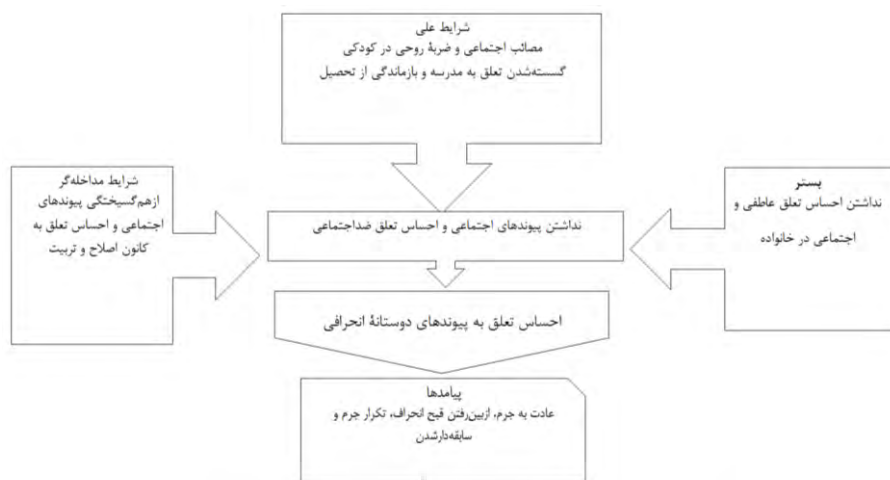 شرایط علی
مصائب اجتماعی و ضربۀ روحی در کودکی
گسسته‌شدن تعلق به مدرسه و بازماندگی از تحصیل
بستر
نداشتن احساس تعلق عاطفی و
اجتماعی در خانواده
شرایط مداخله‌گر
ازهم‌گسیختگی پیوندهای
اجتماعی و احساس تعلق به
کانون اصلاح و تربیت
نداشتن پیوندهای اجتماعی و احساس تعلق ضداجتماعی
احساس تعلق به پیوندهای دوستانۀ انحرافی
پیامدها
عادت به جرم، ازبین‌رفتن قبح انحراف، تکرار جرم و
سابقه‌دارشدن